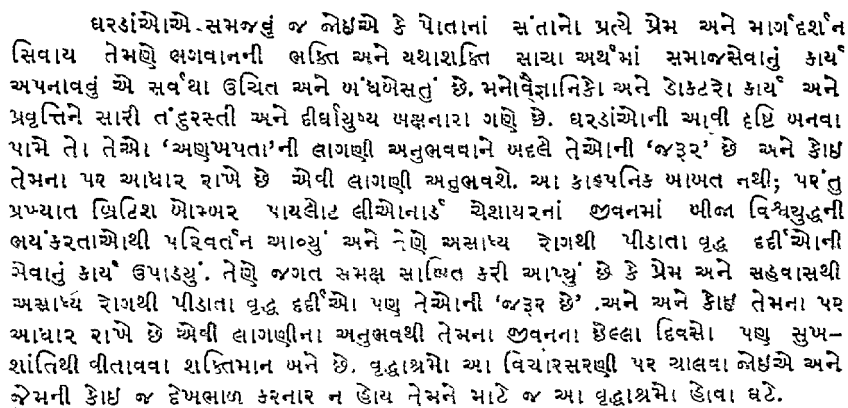 ઘરડાંઓએ સમજવું જ જોઇએ કે પોતાનાં સંતાનો પ્રત્યે પ્રેમ અને માર્ગદર્શન
સિવાય તેમણે ભગવાનની ભક્તિ અને યથાશક્તિ સાચા અર્થમાં સમાજસેવાનું કાર્ય
અપનાવવું એ સર્વથા ઉચિત અને બંધબેસતું છે. મનોવૈજ્ઞાનિકો અને ડોક્ટરો કાર્ય અને
પ્રવૃત્તિને સારી તંદુરસ્તી અને દીર્ઘાયુષ્ય બક્ષનારા ગણે છે. ઘરડાંઓની આવી દૃષ્ટિ બનવા
પામે તો તેઓ ‘અણખપતા’ની લાગણી અનુભવવાને બદલે તેઓની ‘જરૂર’ છે અને કોઇ
તેમના પર આધાર રાખે છે એવી લાગણી અનુભવશે. આ કાલ્પનિક બાબત નથી; પરંતુ
પ્રખ્યાત બ્રિટિશ બોમ્બર પાયલોટ લીઓનાર્ડ ચેશાયરનાં જીવનમાં બીજા વિશ્વયુદ્ધની
ભયંકરતાઓથી પરિવર્તન આવ્યું અને તેણે અસાધ્ય રોગથી પીડાતા વૃદ્ધ દર્દીઓની
સેવાનું કાર્ય ઉપાડયું. તેણે જગત સમક્ષ સાબિત કરી આપ્યું છે કે પ્રેમ અને સહવાસથી
અસાધ્ય રોગથી પીડાતા વૃદ્ધ દર્દીઓ પણ તેઓની ‘જરૂર છે’ .અને અને કોઇ તેમના પર
આધાર રાખે છે એવી લાગણીના અનુભવથી તેમના જીવનના છેલ્લા દિવસો પણ સુખ–
શાંતિથી વીતાવવા શક્તિમાન બને છે. વૃદ્ધાશ્રમો આ વિચારસરણી પર ચાલવા જોઇએ અને
જેમની કોઇ જ દેખભાળ કરનાર ન હોય તેમને માટે જ આ વૃદ્ધાશ્રમો હોવા ઘટે.